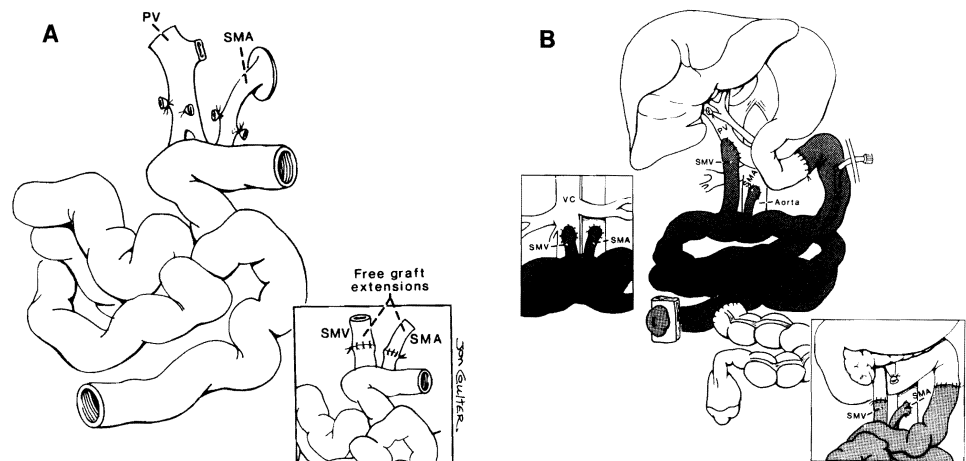 A
PV
SMA
Free graft
extensions
SMV
SMA
JON COULTER
B
PV
SMV
SMA
Aorta
VC
SMV
SMA
SMV
SMA